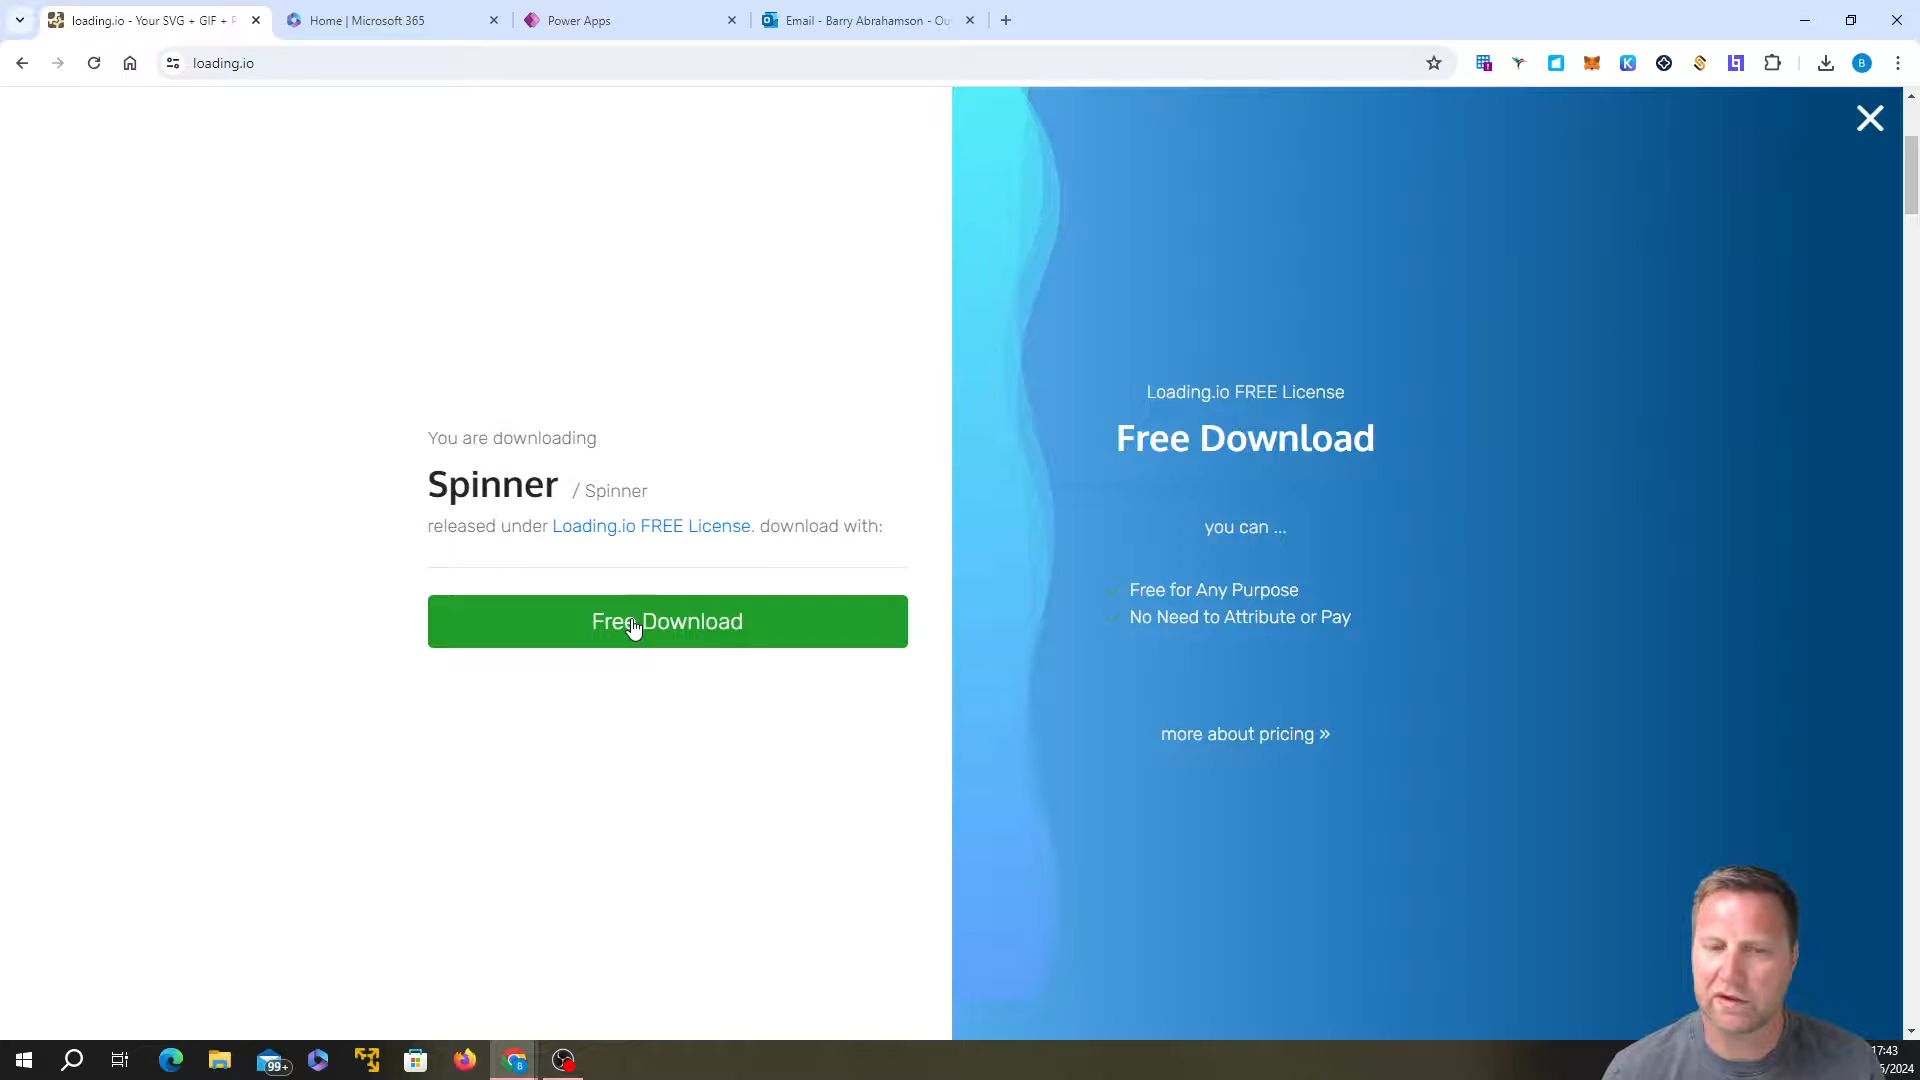 loading.io - Your SVG + GIF +
Home | Microsoft 365
Power Apps
Email - Barry Abrahamson - Ou
loading.io
B
You are downloading
Spinner / Spinner
released under Loading.io FREE License. download with:
Free Download
Loading.io FREE License
Free Download
you can ...
Free for Any Purpose
No Need to Attribute or Pay
more about pricing »
99+
B
17:43
5/2024